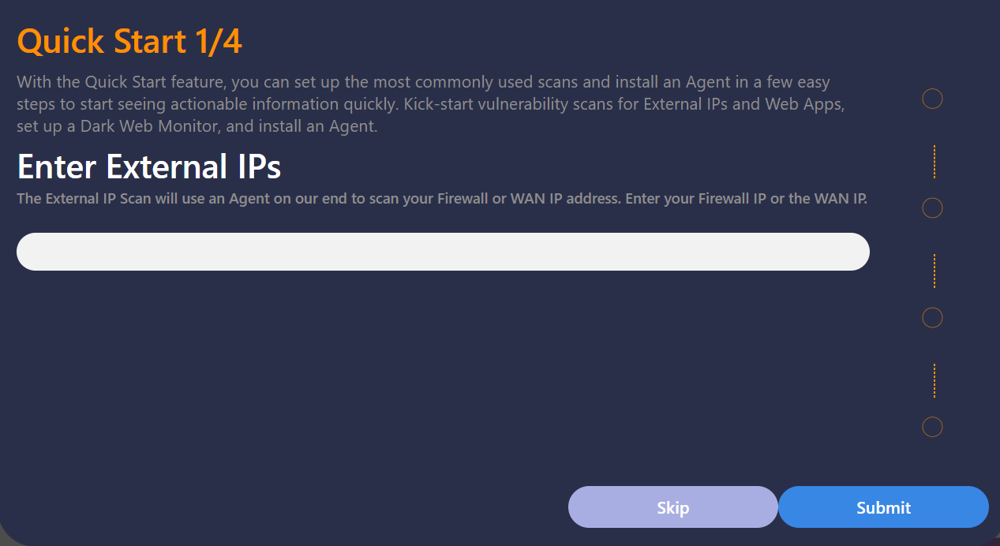 Quick Start 1/4
With the Quick Start feature, you can set up the most commonly used scans and install an Agent in a few easy
steps to start seeing actionable information quickly. Kick-start vulnerability scans for External IPs and Web Apps,
set up a Dark Web Monitor, and install an Agent.
Enter External IPs
The External IP Scan will use an Agent on our end to scan your Firewall or WAN IP address. Enter your Firewall IP or the WAN IP.
Skip
Submit